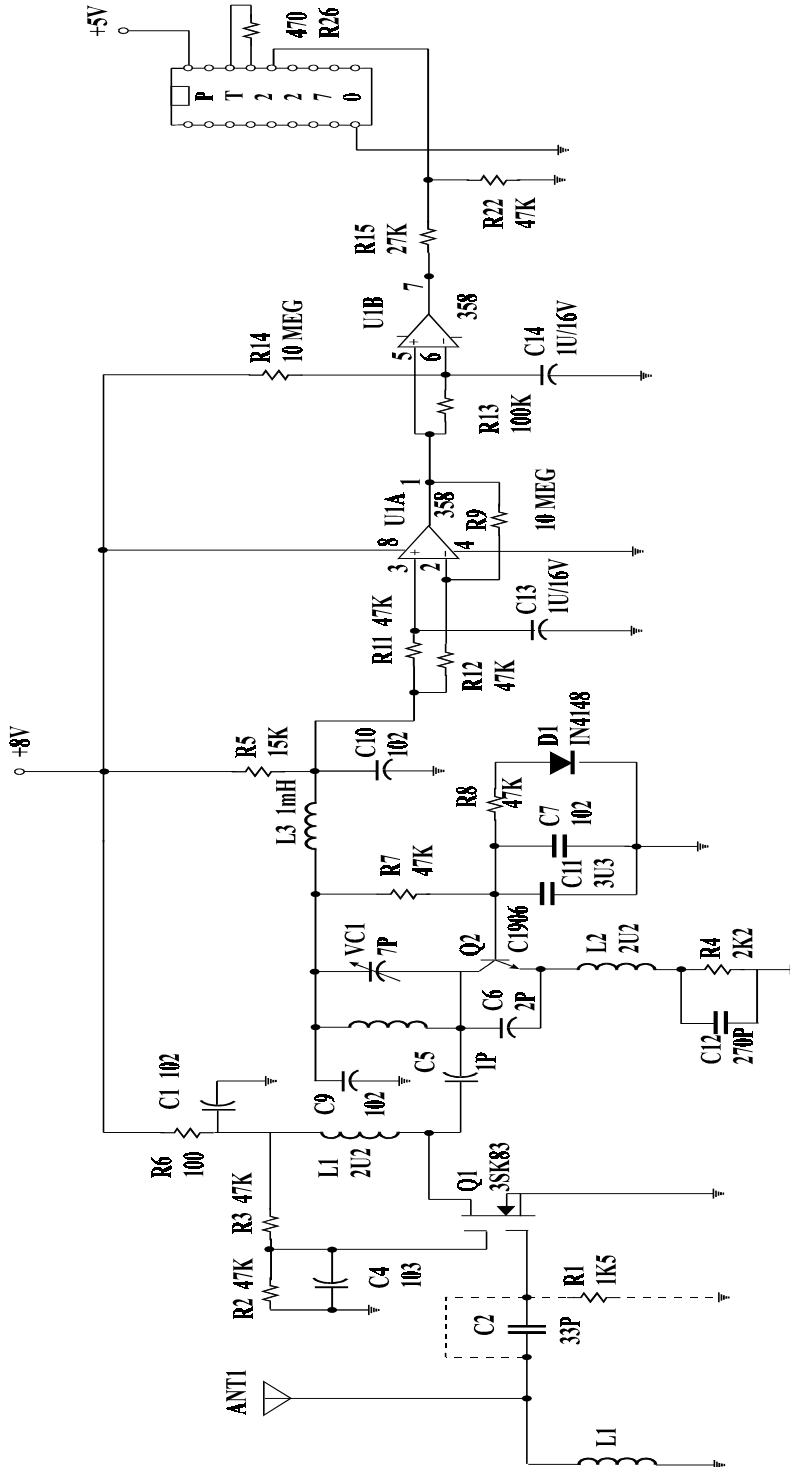 +5V
470
R26
P T 2 2 7 0
R15
27K
R22
47K
R14
10 MEG
U1B
7
358
5
+
6
-
C14
1U/16V
R13
100K
U1A
1
358
8
3
+
2
-
4
R9
10 MEG
R11 47K
R12
47K
C13
1U/16V
+8V
R5
15K
C10
102
L3 1mH
R7
47K
R8
47K
D1
IN4148
C7
102
C11
3U3
VC1
7P
Q2
C1906
C6
2P
L2
2U2
R4
2K2
C12
270P
C9
102
C5
1P
C1 102
R6
100
L1
2U2
R3 47K
R2 47K
C4
103
Q1
3SK83
C2
33P
R1
1K5
ANT1
L1